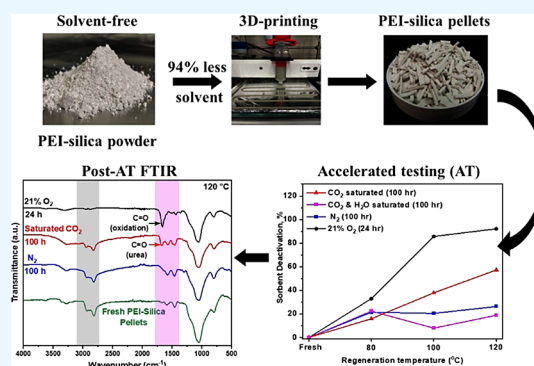 Solvent-free
3D-printing
PEI-silica pellets
94% less
solvent
PEI-silica powder
Post-AT FTIR
Accelerated testing (AT)
120 °C
21% O2
24 h
Saturated CO2
100 h
N2
100 h
Fresh PEI-Silica
Pellets
C=O
(oxidation)
C=O
(urea)
Transmittance (a.u.)
4000 3500 3000 2500 2000 1500 1000 500
Wavenumber (cm-1)
CO2 saturated (100 hr)
CO2 & H2O saturated (100 hr)
N2 (100 hr)
21% O2 (24 hr)
Sorbent Deactivation, %
120
100
80
60
40
20
0
Fresh 80 100 120
Regeneration temperature (°C)